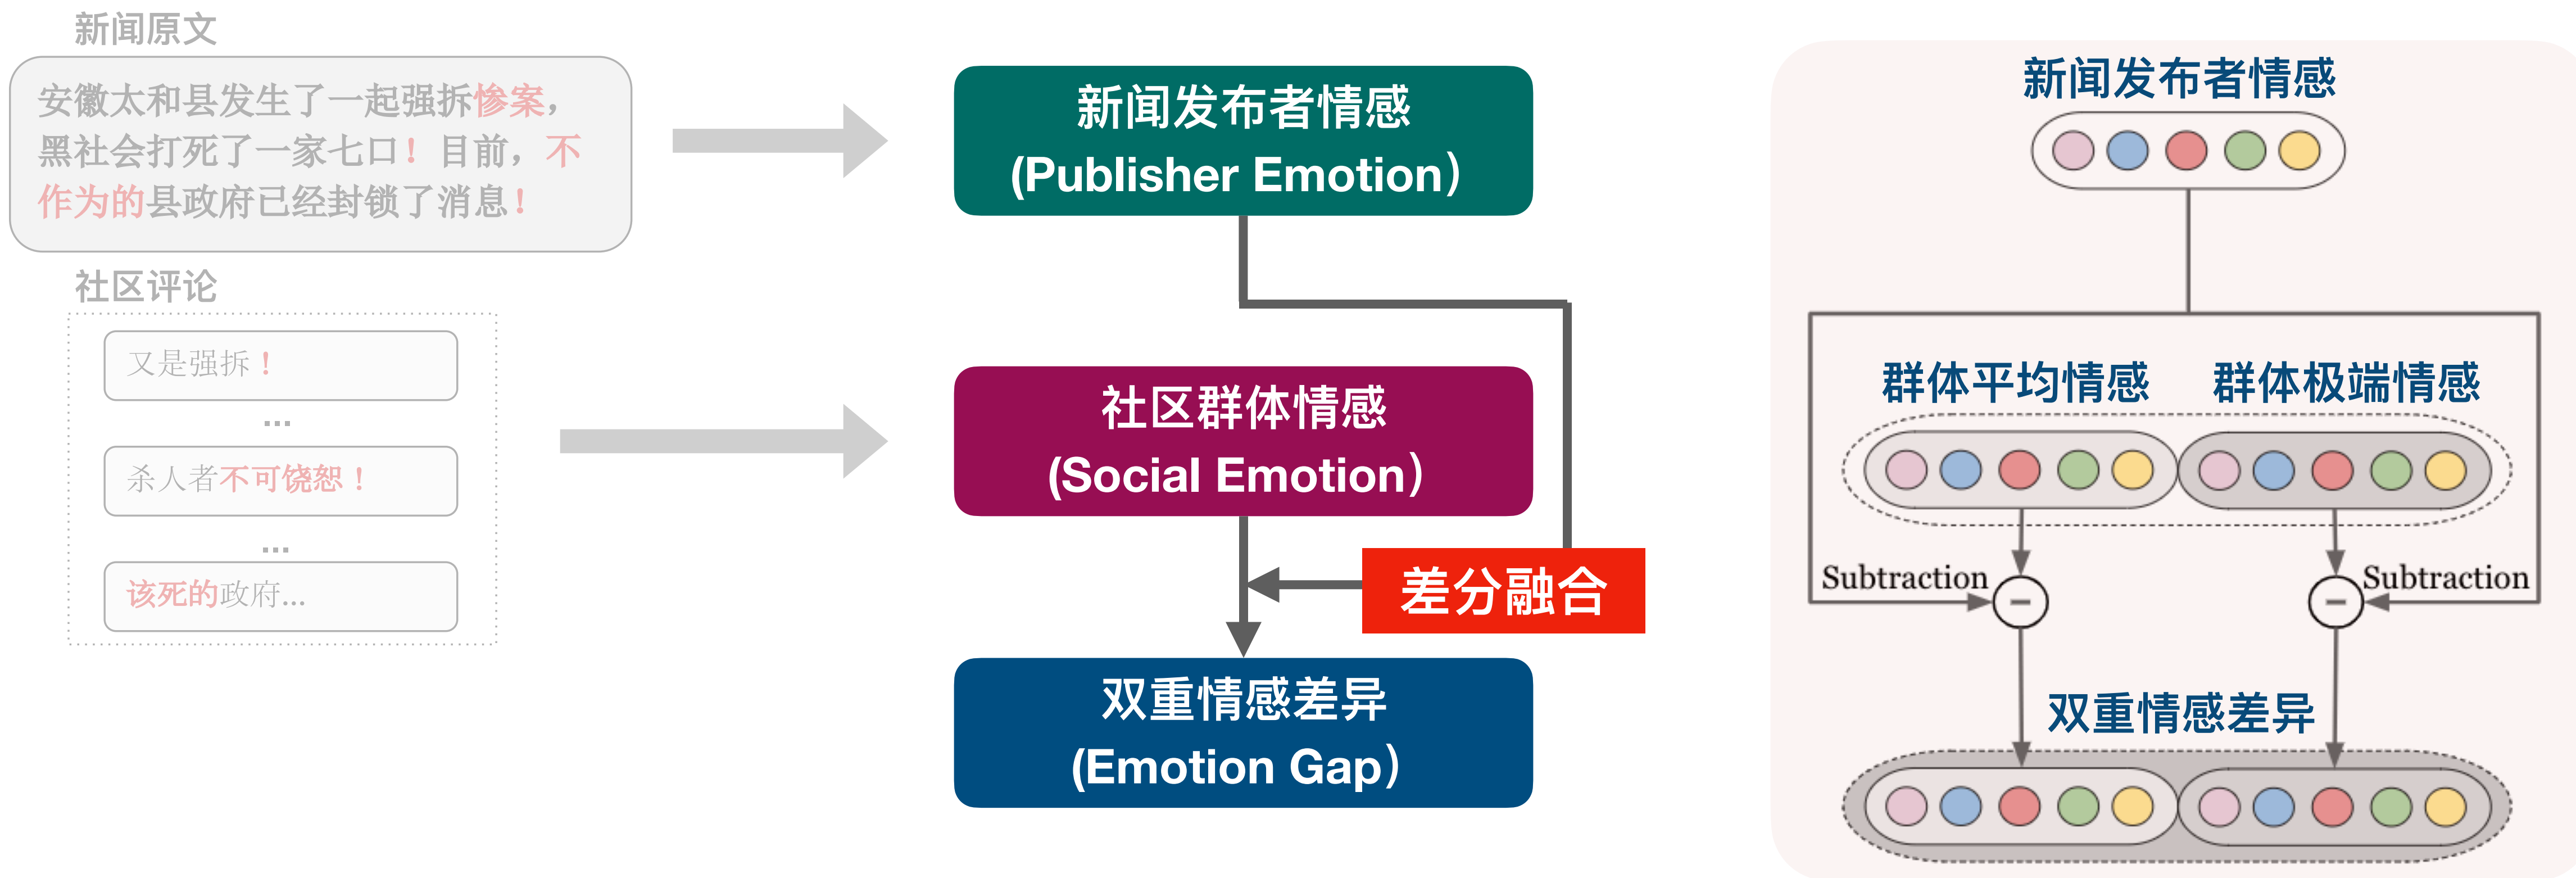 新闻原文
安徽太和县发生了一起强拆惨案，
黑社会打死了一家七口！目前，不
作为的县政府已经封锁了消息！
社区评论
又是强拆！
...
杀人者不可饶恕！
...
该死的政府...
新闻发布者情感
(Publisher Emotion）
社区群体情感
(Social Emotion）
差分融合
双重情感差异
(Emotion Gap）
新闻发布者情感
群体平均情感
群体极端情感
Subtraction
Subtraction
双重情感差异